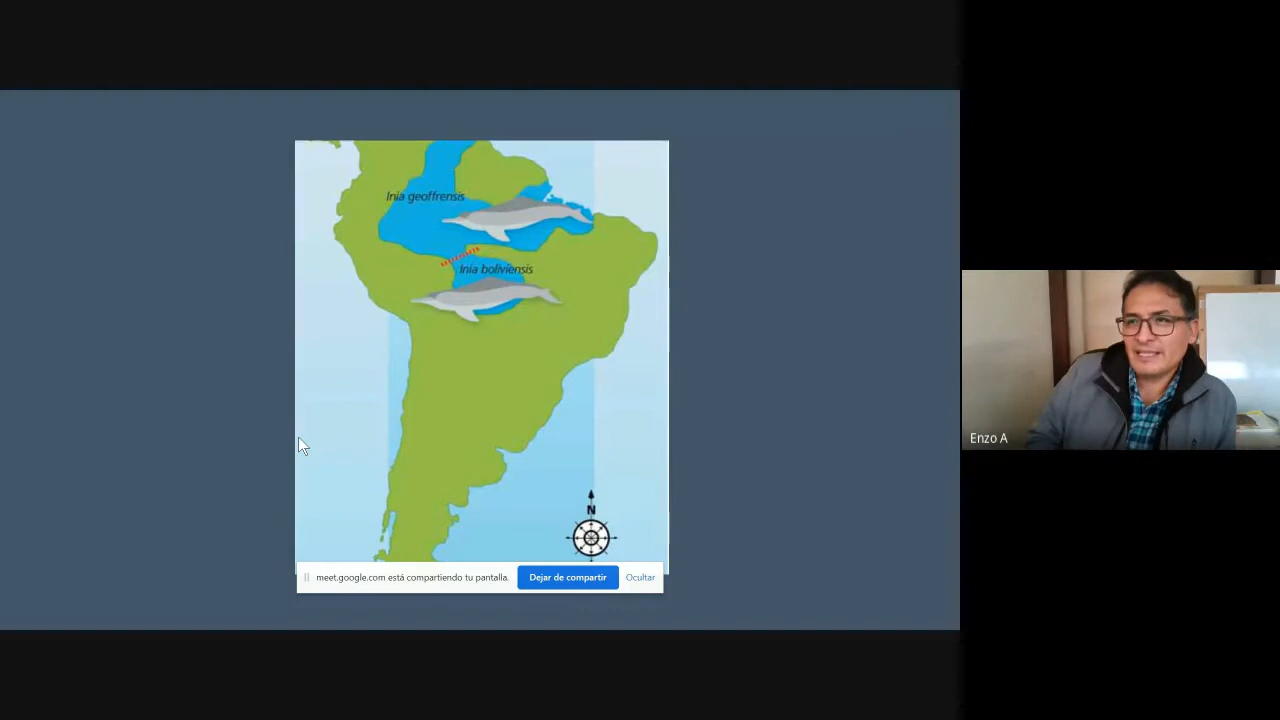 Inia geoffrensis
Inia boliviensis
N
meet.google.com está compartiendo tu pantalla.
Dejar de compartir
Ocultar
Enzo A